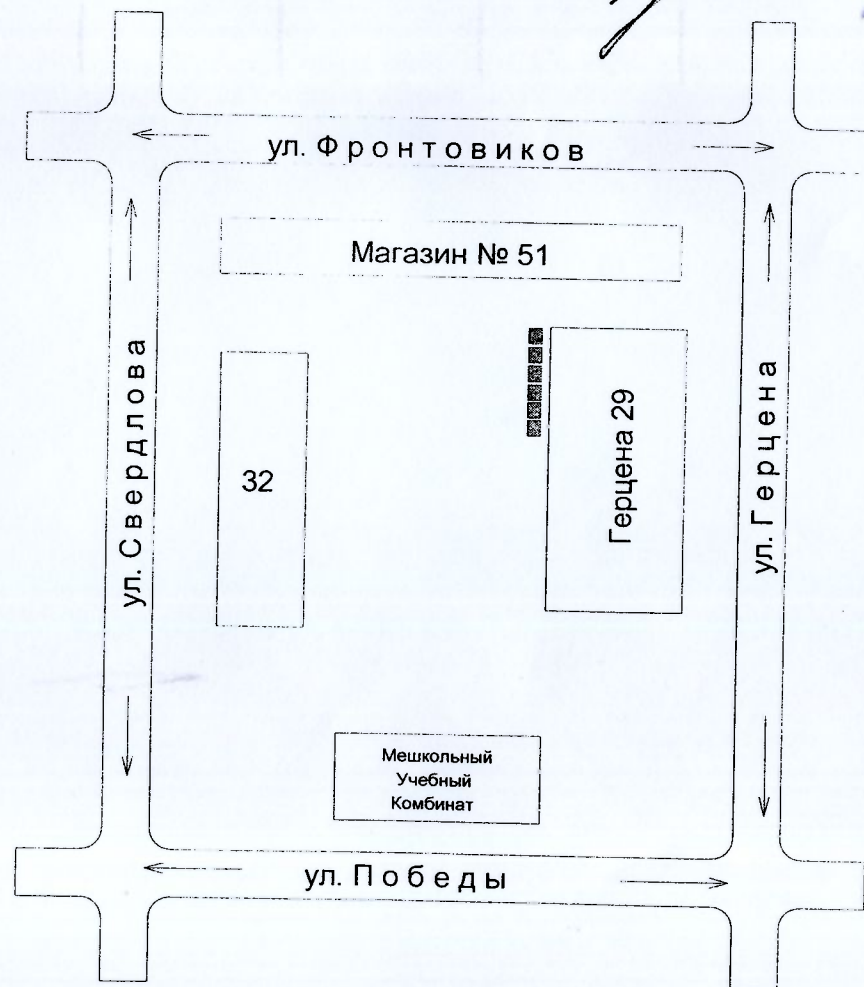 ул. Фронтовиков
Магазин № 51
ул. Свердлова
32
Герцена 29
ул. Герцена
Мешкольный
Учебный
Комбинат
ул. Победы